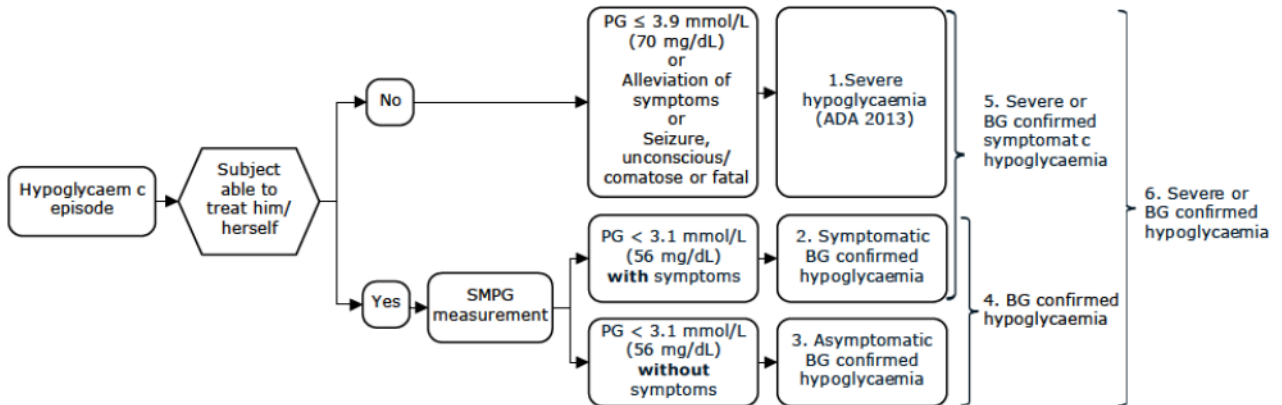 Hypoglycaem c
episode
Subject
able to
treat him/
herself
No
PG ≤ 3.9 mmol/L
(70 mg/dL)
or
Alleviation of
symptoms
or
Seizure,
unconscious/
comatose or fatal
1.Severe
hypoglycaemia
(ADA 2013)
Yes
SMPG
measurement
PG < 3.1 mmol/L
(56 mg/dL)
with symptoms
2. Symptomatic
BG confirmed
hypoglycaemia
PG < 3.1 mmol/L
(56 mg/dL)
without
symptoms
3. Asymptomatic
BG confirmed
hypoglycaemia
5. Severe or
BG confirmed
symptomat c
hypoglycaemia
4. BG confirmed
hypoglycaemia
6. Severe or
BG confirmed
hypoglycaemia